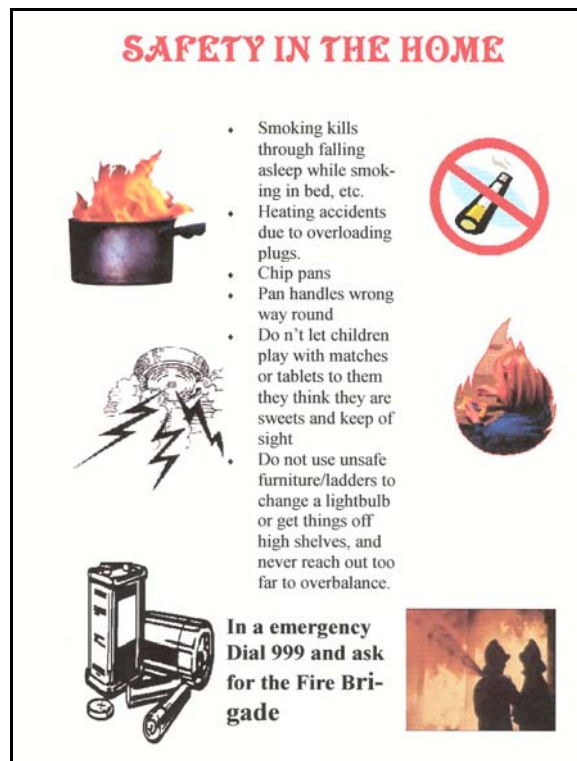 SAFETY IN THE HOME
• Smoking kills
through falling
asleep while smok-
ing in bed, etc.
• Heating accidents
due to overloading
plugs.
• Chip pans
• Pan handles wrong
way round
• Do n't let children
play with matches
or tablets to them
they think they are
sweets and keep of
sight
• Do not use unsafe
furniture/ladders to
change a lightbulb
or get things off
high shelves, and
never reach out too
far to overbalance.
In a emergency
Dial 999 and ask
for the Fire Bri-
gade